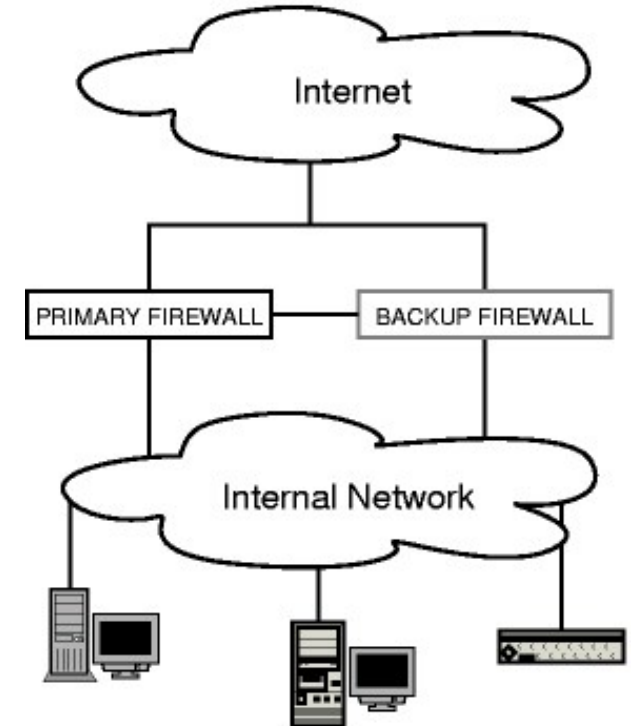 Internet
PRIMARY FIREWALL
BACKUP FIREWALL
Internal Network